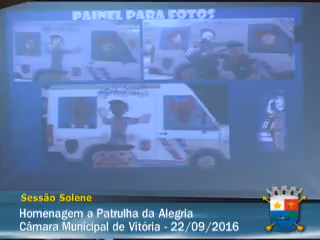 PAINEL PARA FOTOS
Sessão Solene
Homenagem a Patrulha da Alegria
Câmara Municipal de Vitória - 22/09/2016